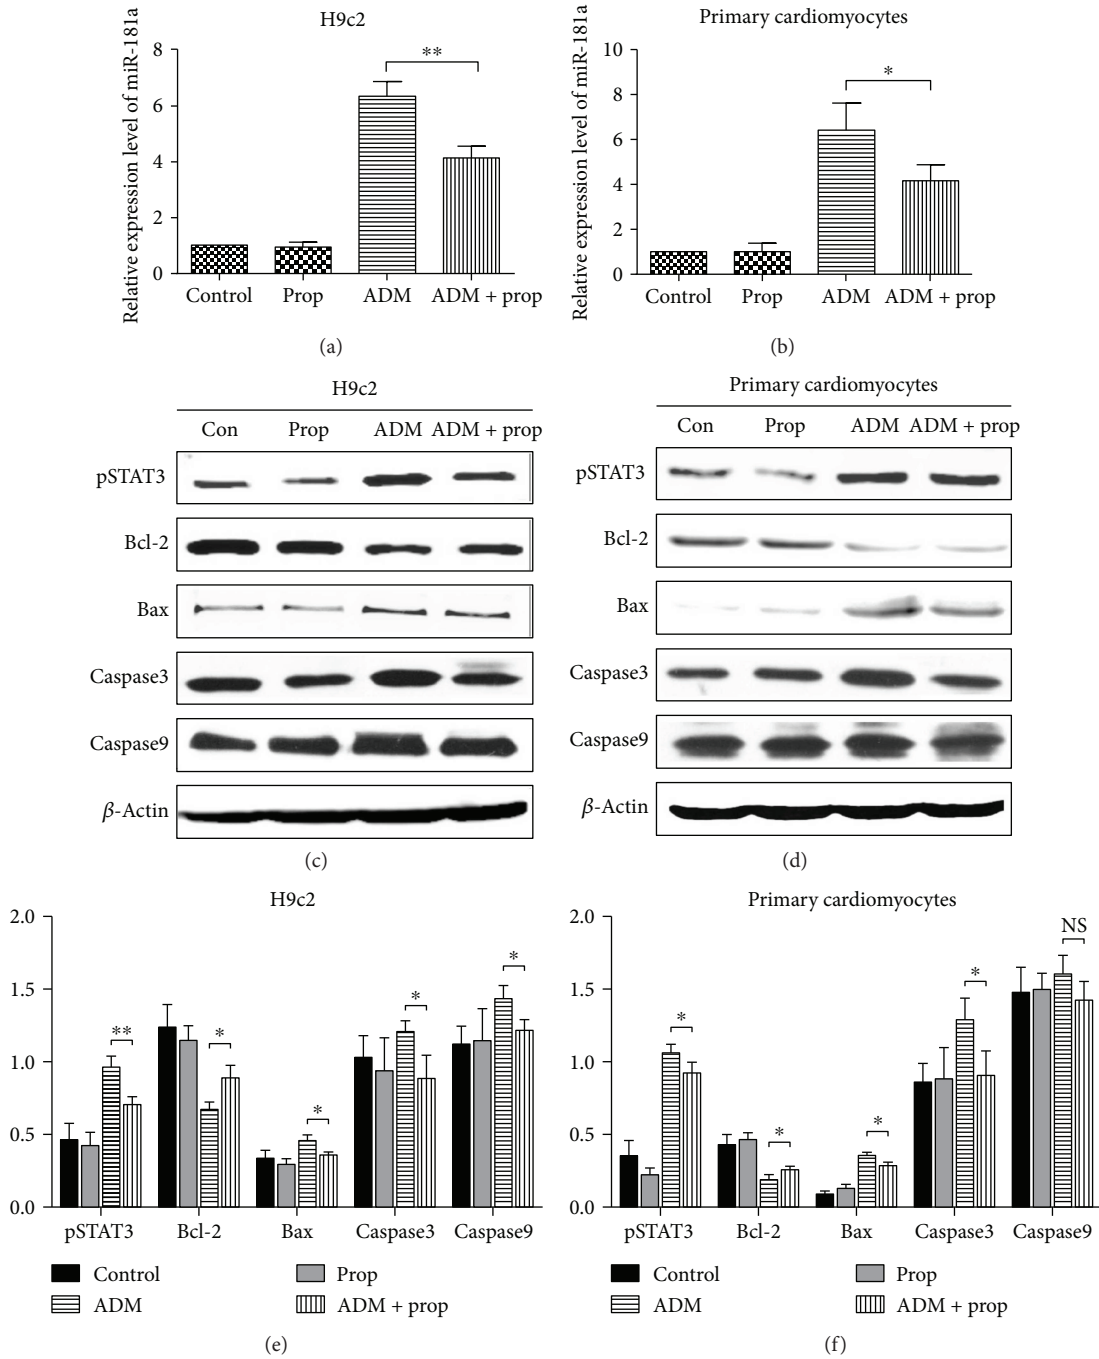 H9c2
Relative expression level of miR-181a
8
6
4
2
0
**
Control Prop ADM ADM + prop
(a)
Primary cardiomyocytes
Relative expression level of miR-181a
10
8
6
4
2
0
*
Control Prop ADM ADM + prop
(b)
H9c2
Con Prop ADM ADM + prop
pSTAT3
Bcl-2
Bax
Caspase3
Caspase9
β-Actin
(c)
Primary cardiomyocytes
Con Prop ADM ADM + prop
pSTAT3
Bcl-2
Bax
Caspase3
Caspase9
β-Actin
(d)
H9c2
2.0
1.5
1.0
0.5
0.0
** * * * *
pSTAT3 Bcl-2 Bax Caspase3 Caspase9
Control Prop
ADM ADM + prop
(e)
Primary cardiomyocytes
2.0
1.5
1.0
0.5
0.0
* * * * NS
pSTAT3 Bcl-2 Bax Caspase3 Caspase9
Control Prop
ADM ADM + prop
(f)